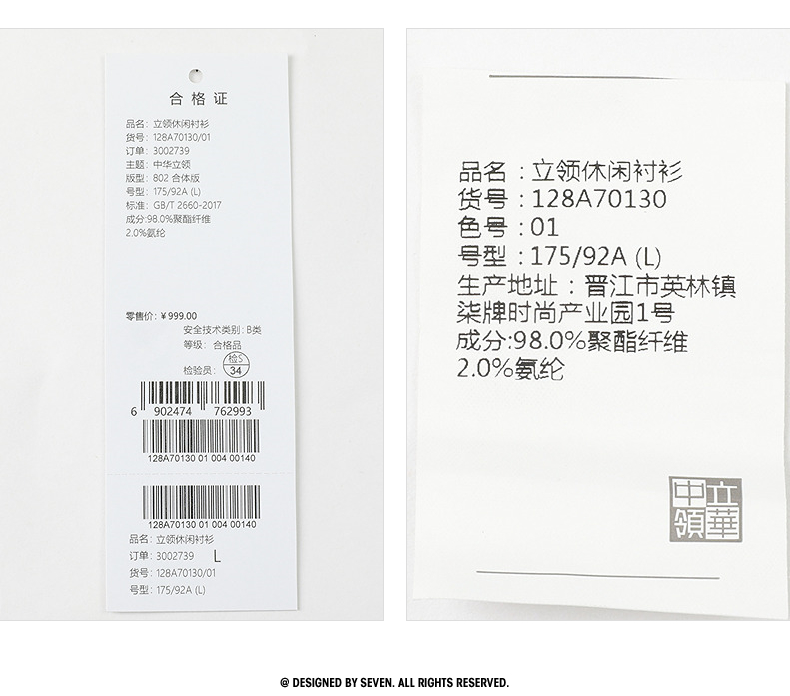 合格证
品名: 立领休闲衬衫
货号: 128A70130/01
订单: 3002739
主题: 中华立领
版型: 802 合体版
号型: 175/92A (L)
标准: GB/T 2660-2017
成分:98.0%聚酯纤维
2.0%氨纶
零售价: ¥999.00
安全技术类别: B类
等级: 合格品
检验员: 检S 34
6 902474 762993
128A70130 01 004 00140
128A70130 01 004 00140
品名: 立领休闲衬衫
订单: 3002739 L
货号: 128A70130/01
号型: 175/92A (L)
品名：立领休闲衬衫
货号：128A70130
色号：01
号型：175/92A (L)
生产地址：晋江市英林镇
柒牌时尚产业园1号
成分:98.0%聚酯纤维
2.0%氨纶
中立
領華
@ DESIGNED BY SEVEN. ALL RIGHTS RESERVED.